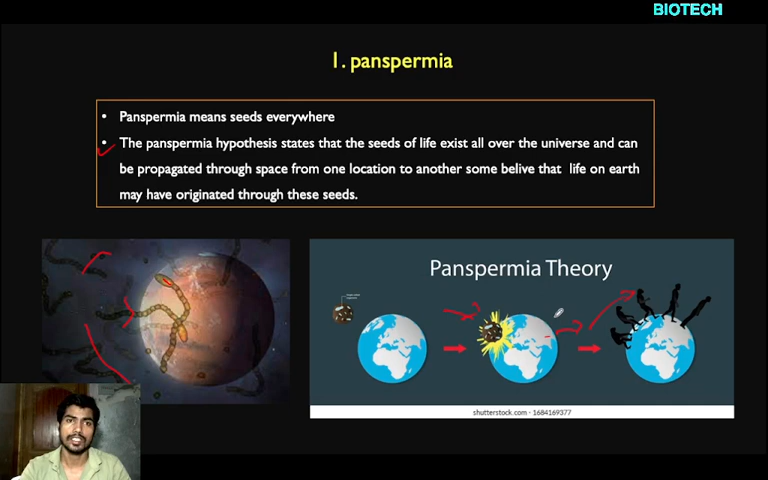 BIOTECH
1. panspermia
• Panspermia means seeds everywhere
• The panspermia hypothesis states that the seeds of life exist all over the universe and can
be propagated through space from one location to another some belive that life on earth
may have originated through these seeds.
Panspermia Theory
shutterstock.com · 1684169377